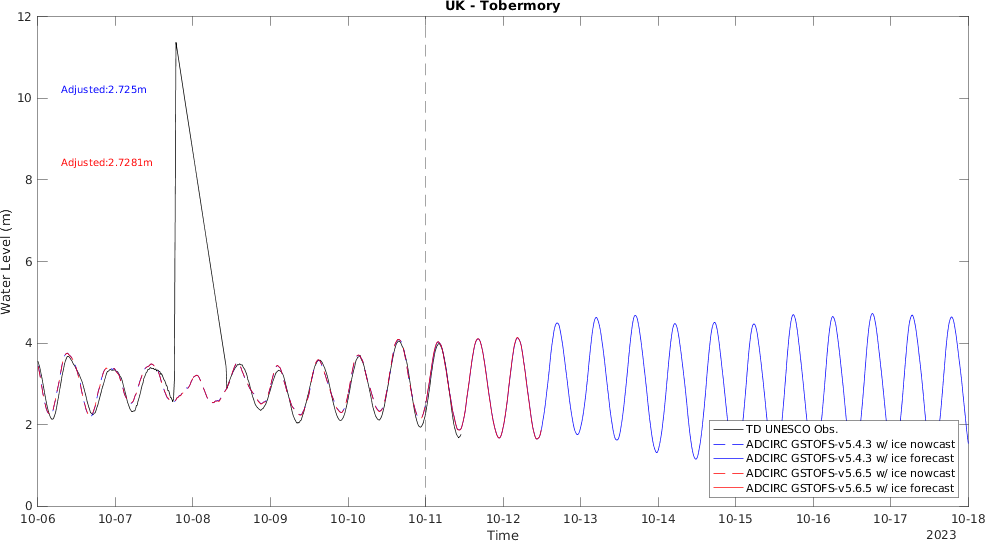 UK - Tobermory
12
10
8
6
4
2
0
Water Level (m)
Adjusted:2.725m
Adjusted:2.7281m
TD UNESCO Obs.
ADCIRC GSTOFS-v5.4.3 w/ ice nowcast
ADCIRC GSTOFS-v5.4.3 w/ ice forecast
ADCIRC GSTOFS-v5.6.5 w/ ice nowcast
ADCIRC GSTOFS-v5.6.5 w/ ice forecast
10-06 10-07 10-08 10-09 10-10 10-11 10-12 10-13 10-14 10-15 10-16 10-17 10-18
Time
2023